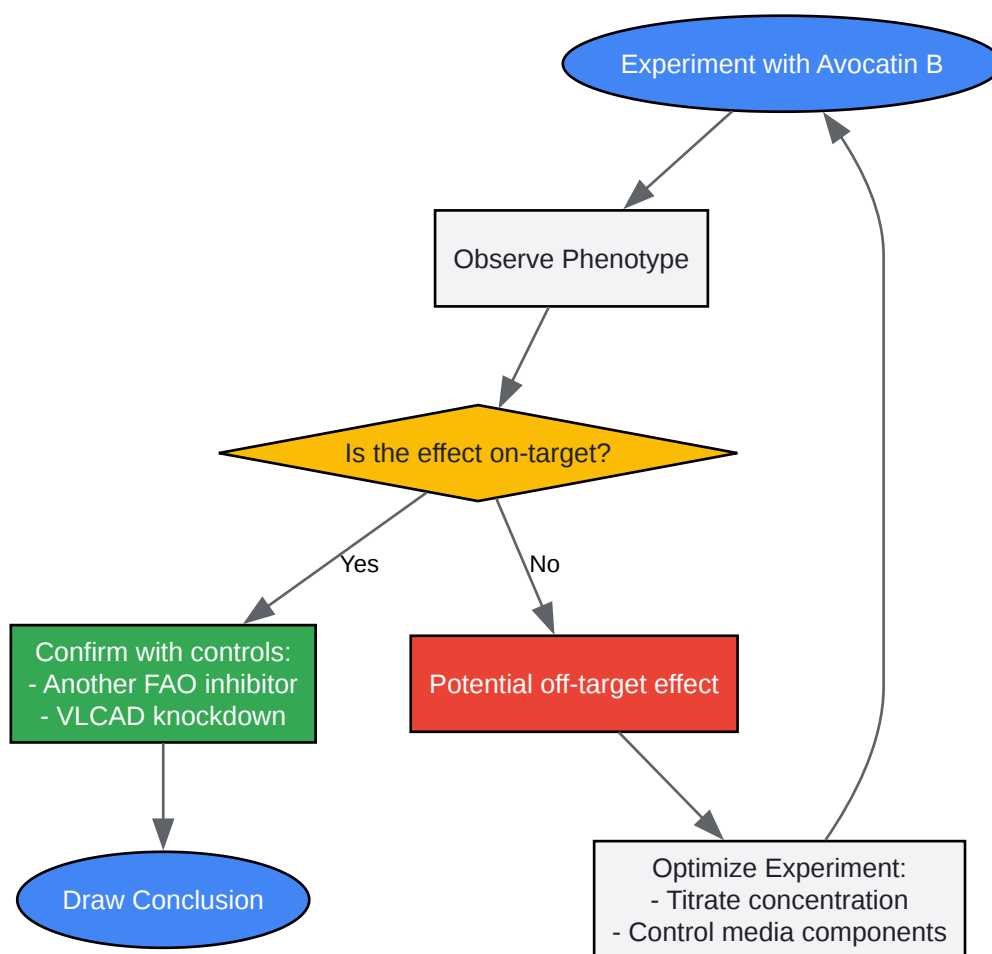 Experiment with Avocatin B
Observe Phenotype
Is the effect on-target?
Yes
No
Confirm with controls:
- Another FAO inhibitor
- VLCAD knockdown
Potential off-target effect
Draw Conclusion
Optimize Experiment:
- Titrate concentration
- Control media components